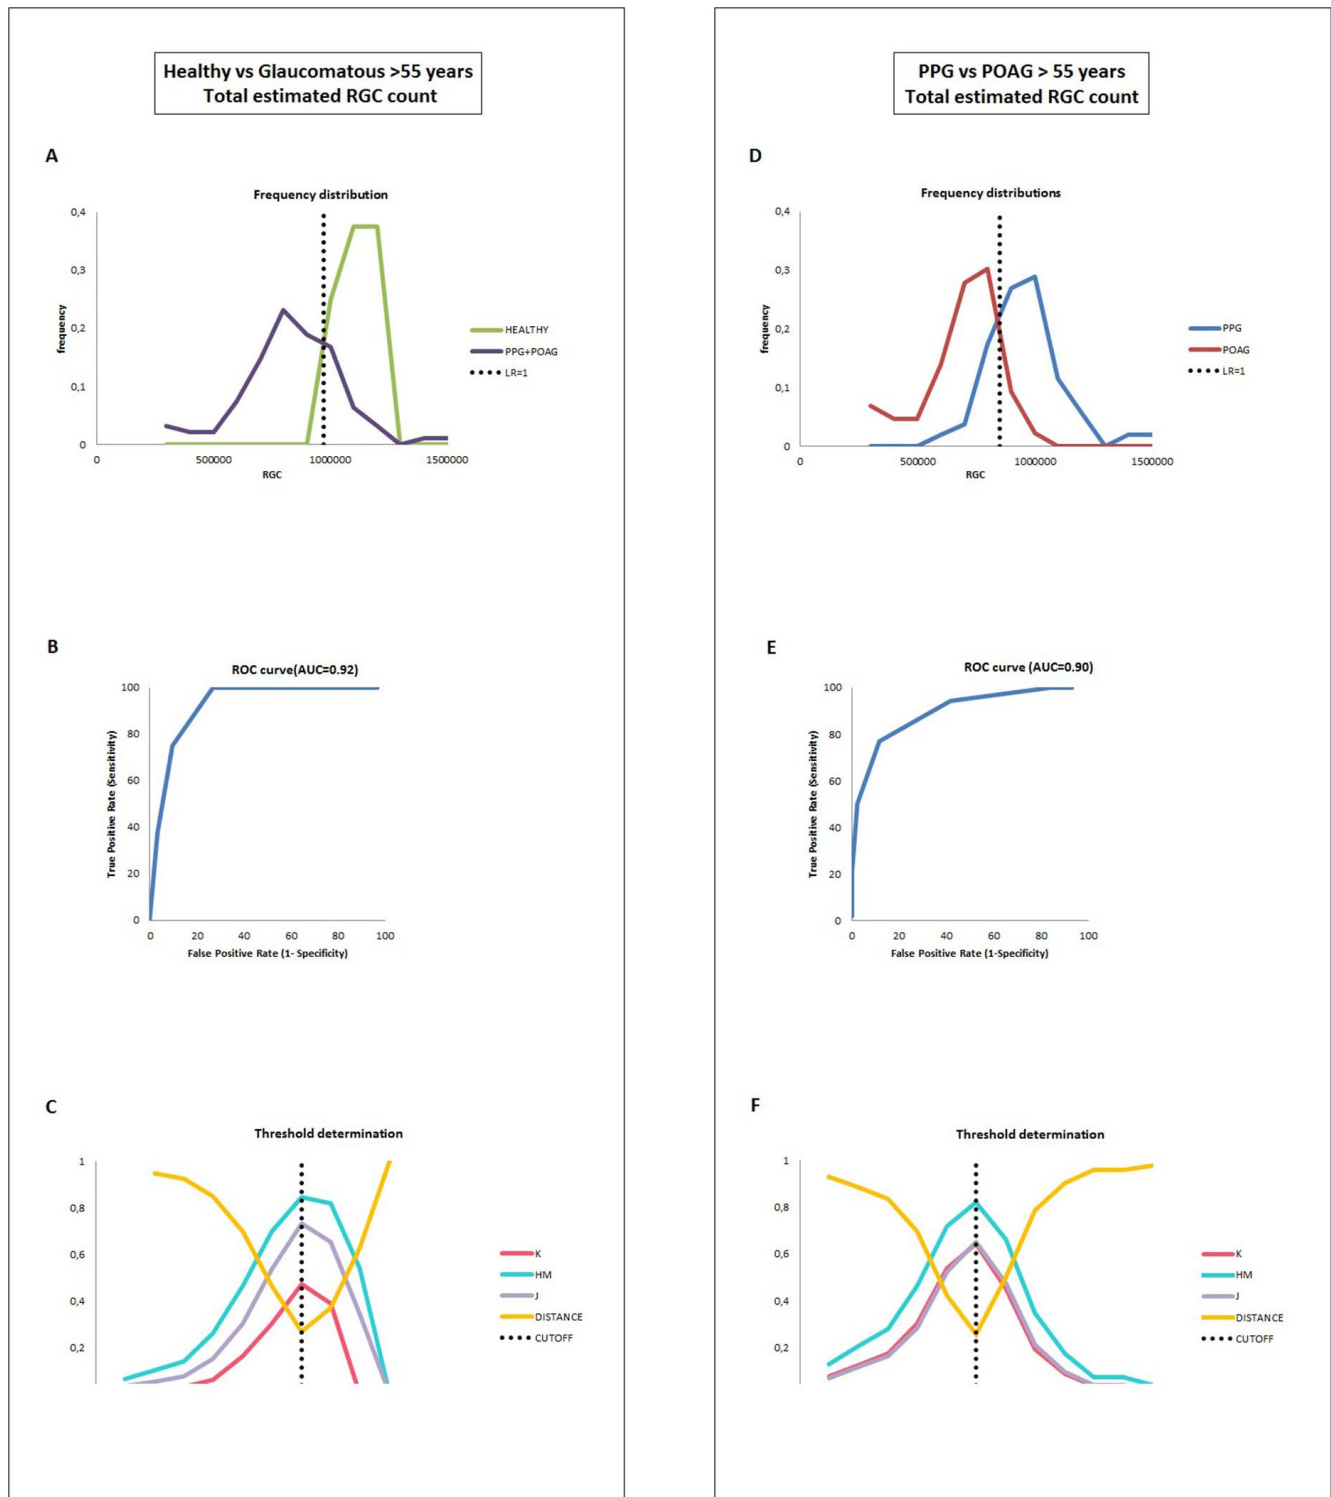 Healthy vs Glaucomatous >55 years
Total estimated RGC count
A
Frequency distribution
0,4
0,3
0,2
0,1
0
frequency
0
500000
1000000
1500000
RGC
HEALTHY
PPG+POAG
LR=1
B
ROC curve(AUC=0.92)
100
80
60
40
20
0
True Positive Rate (Sensitivity)
0
20
40
60
80
100
False Positive Rate (1- Specificity)
C
Threshold determination
1
0,8
0,6
0,4
0,2
K
HM
J
DISTANCE
CUTOFF
PPG vs POAG > 55 years
Total estimated RGC count
D
Frequency distributions
0,4
0,3
0,2
0,1
0
frequency
0
500000
1000000
1500000
RGC
PPG
POAG
LR=1
E
ROC curve (AUC=0.90)
100
80
60
40
20
0
True Positive Rate (Sensitivity)
0
20
40
60
80
100
False Positive Rate (1-Specificity)
F
Threshold determination
1
0,8
0,6
0,4
0,2
K
HM
J
DISTANCE
CUTOFF